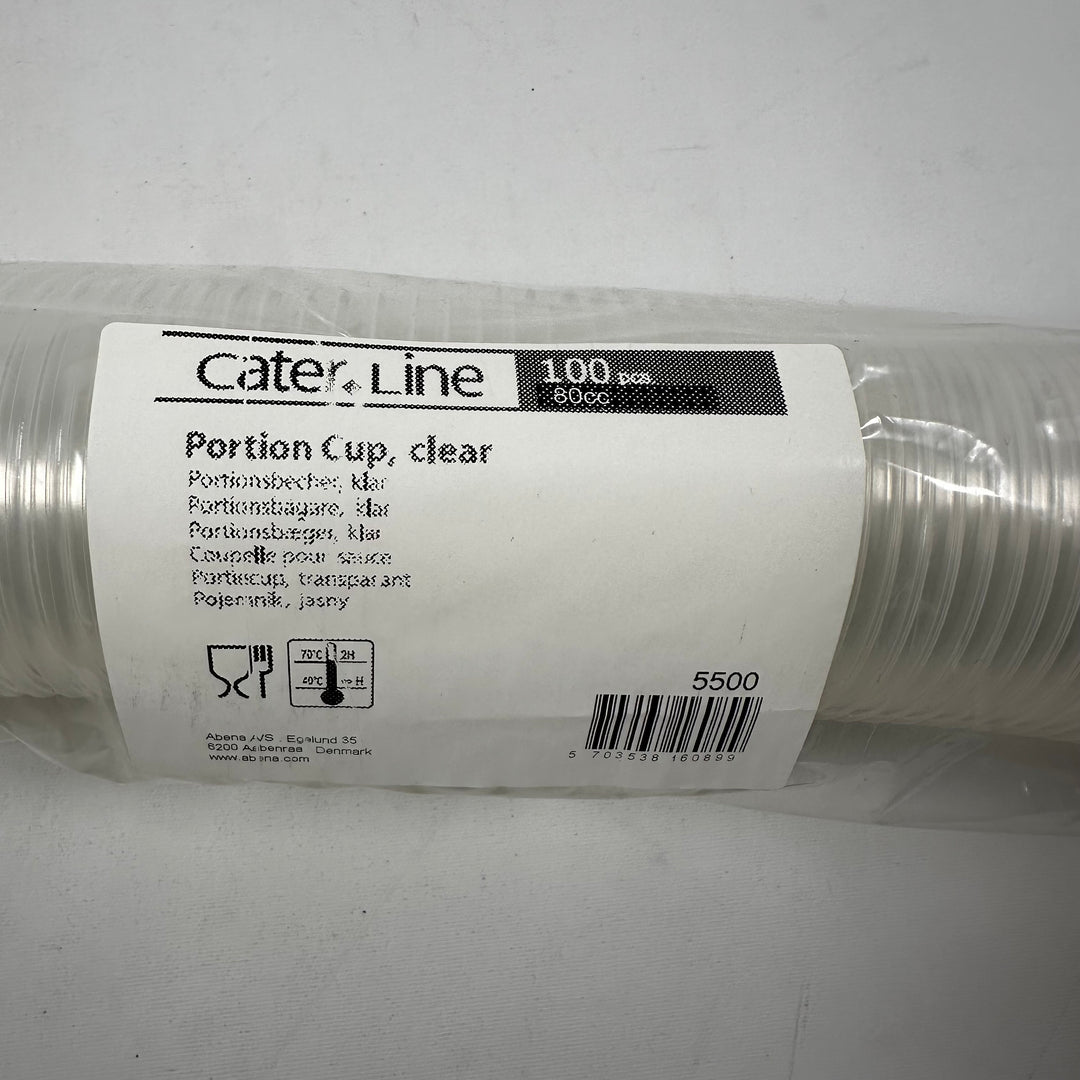 Cater.Line
100 pcs
80cc
Portion Cup, clear
Portionsbecher, klar
Portionsbägare, klar
Portionsbæger, klar
Coupelle pour sauce
Portiecup, transparant
Pojemnik, jasny
70°C 2H
40°C ∞ H
5500
Abena A/S . Egelund 35
6200 Aabenraa Denmark
www.abena.com
5 703538 160899